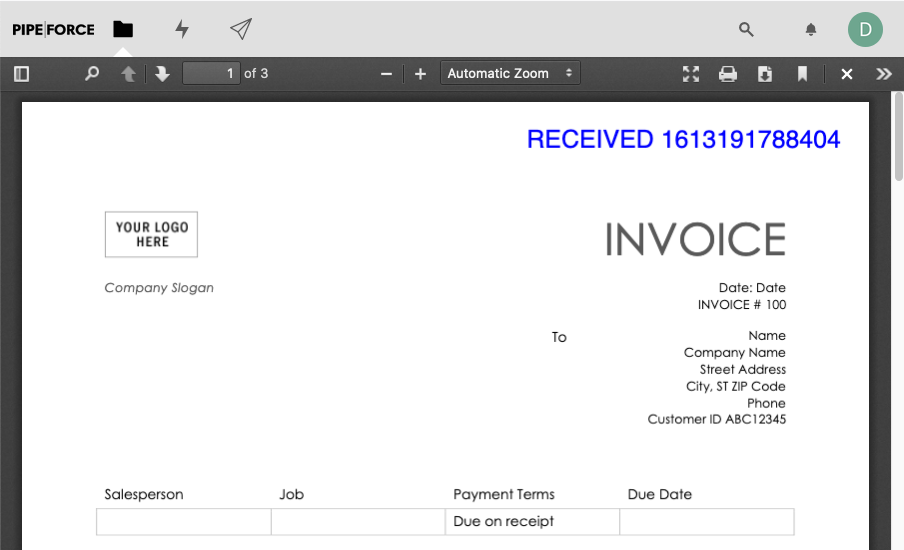 PIPEFORCE
D
1 of 3
Automatic Zoom
RECEIVED 1613191788404
YOUR LOGO
HERE
INVOICE
Company Slogan
Date: Date
INVOICE # 100
To
Name
Company Name
Street Address
City, ST ZIP Code
Phone
Customer ID ABC12345
Salesperson Job Payment Terms Due Date
Due on receipt